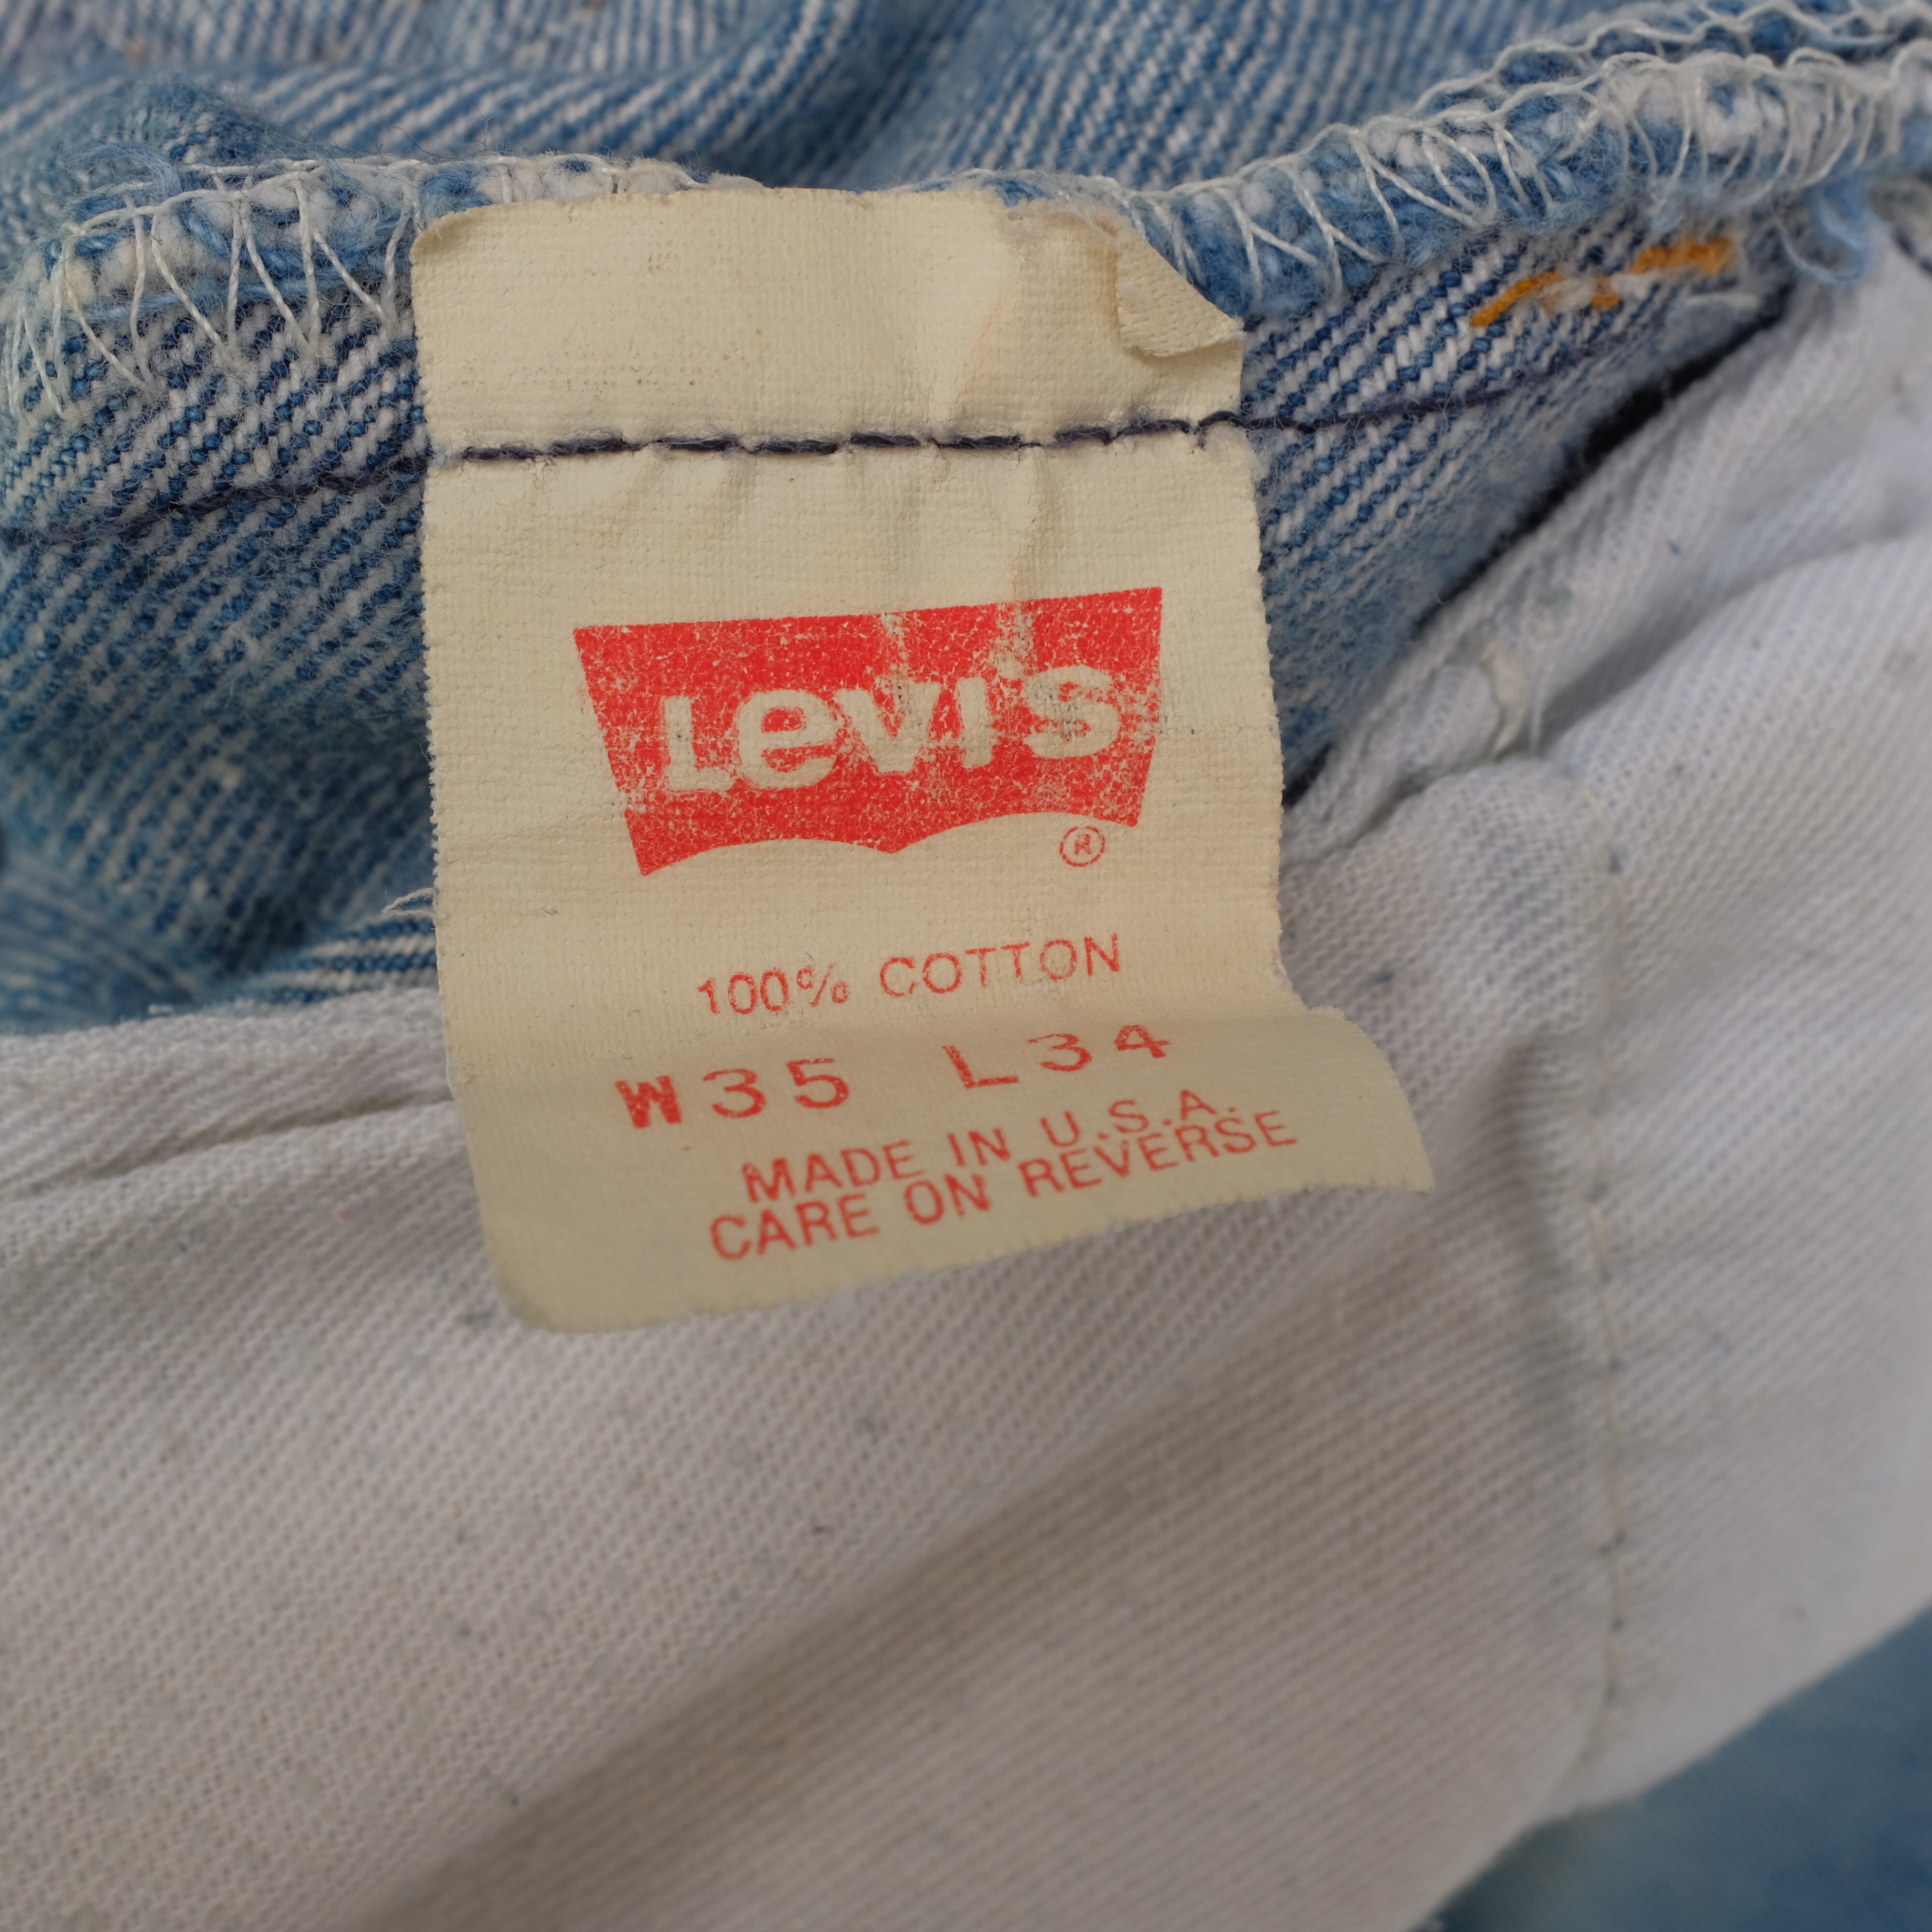 Levi's
®
100% COTTON
W35 L34
MADE IN U.S.A.
CARE ON REVERSE